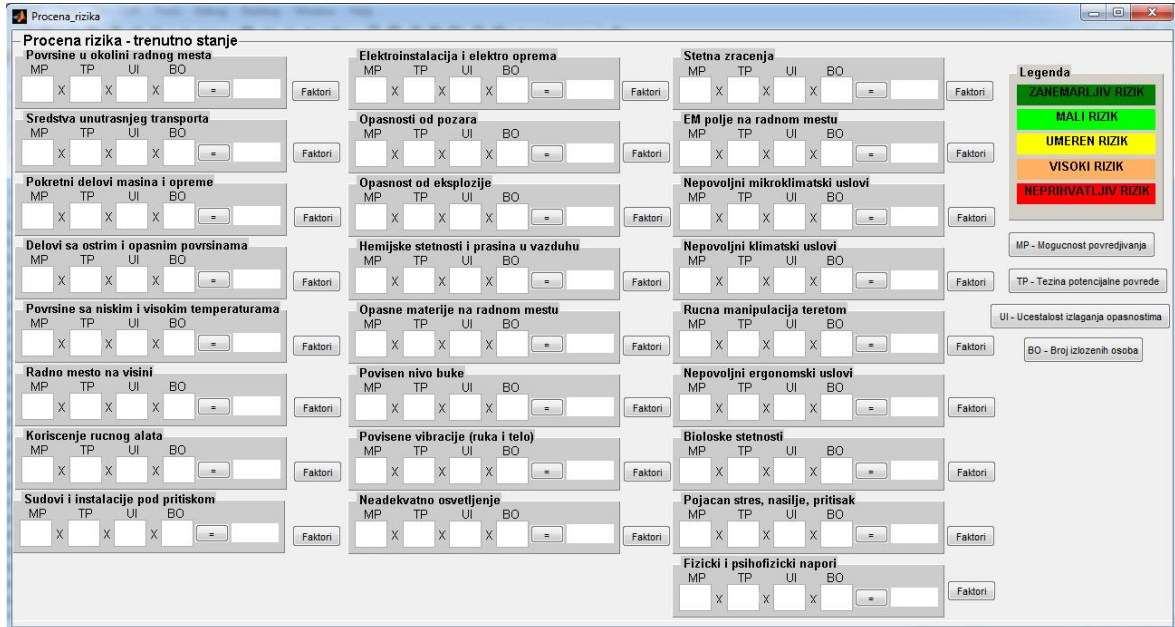 Procena_rizika
Procena rizika - trenutno stanje
Povrsine u okolini radnog mesta
MP TP UI BO
X X X = Faktori
Sredstva unutrasnjeg transporta
MP TP UI BO
X X X = Faktori
Pokretni delovi masina i opreme
MP TP UI BO
X X X = Faktori
Delovi sa ostrim i opasnim povrsinama
MP TP UI BO
X X X = Faktori
Povrsine sa niskim i visokim temperaturama
MP TP UI BO
X X X = Faktori
Radno mesto na visini
MP TP UI BO
X X X = Faktori
Koriscenje rucnog alata
MP TP UI BO
X X X = Faktori
Sudovi i instalacije pod pritiskom
MP TP UI BO
X X X = Faktori
Elektroinstalacija i elektro oprema
MP TP UI BO
X X X = Faktori
Opasnosti od pozara
MP TP UI BO
X X X = Faktori
Opasnost od eksplozije
MP TP UI BO
X X X = Faktori
Hemijske stetnosti i prasina u vazduhu
MP TP UI BO
X X X = Faktori
Opasne materije na radnom mestu
MP TP UI BO
X X X = Faktori
Povisen nivo buke
MP TP UI BO
X X X = Faktori
Povisene vibracije (ruka i telo)
MP TP UI BO
X X X = Faktori
Neadekvatno osvetljenje
MP TP UI BO
X X X = Faktori
Stetna zracenja
MP TP UI BO
X X X = Faktori
EM polje na radnom mestu
MP TP UI BO
X X X = Faktori
Nepovoljni mikroklimatski uslovi
MP TP UI BO
X X X = Faktori
Nepovoljni klimatski uslovi
MP TP UI BO
X X X = Faktori
Rucna manipulacija teretom
MP TP UI BO
X X X = Faktori
Nepovoljni ergonomski uslovi
MP TP UI BO
X X X = Faktori
Bioloske stetnosti
MP TP UI BO
X X X = Faktori
Pojacan stres, nasilje, pritisak
MP TP UI BO
X X X = Faktori
Fizicki i psihofizicki napori
MP TP UI BO
X X X = Faktori
Legenda
ZANEMARLJIV RIZIK
MALI RIZIK
UMEREN RIZIK
VISOKI RIZIK
NEPRIHVATLJIV RIZIK
MP - Mogucnost povredjivanja
TP - Tezina potencijalne povrede
UI - Ucestalost izlaganja opasnostima
BO - Broj izlozenih osoba